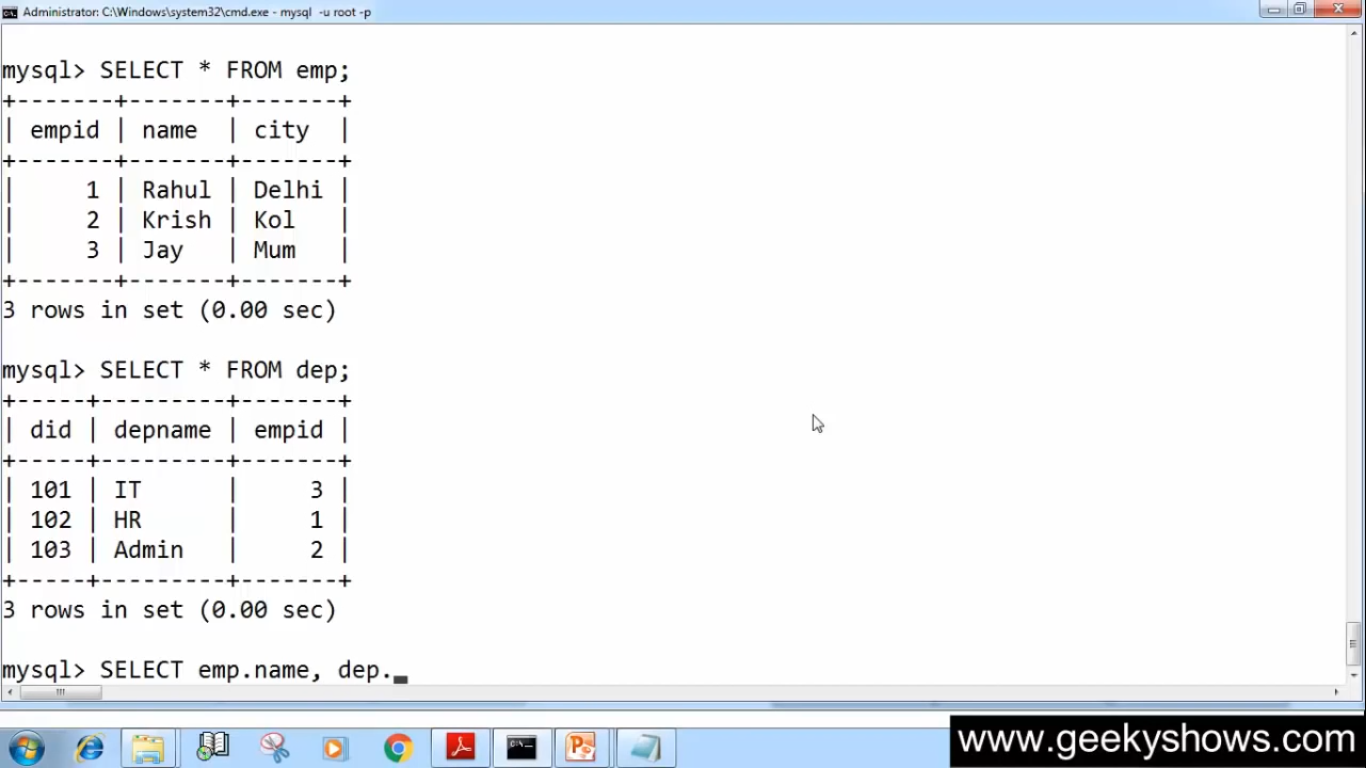 Administrator: C:\Windows\system32\cmd.exe - mysql -u root -p
mysql> SELECT * FROM emp;
+-------+-------+-------+
| empid | name  | city  |
+-------+-------+-------+
|     1 | Rahul | Delhi |
|     2 | Krish | Kol   |
|     3 | Jay   | Mum   |
+-------+-------+-------+
3 rows in set (0.00 sec)
mysql> SELECT * FROM dep;
+-----+---------+-------+
| did | depname | empid |
+-----+---------+-------+
| 101 | IT      |     3 |
| 102 | HR      |     1 |
| 103 | Admin   |     2 |
+-----+---------+-------+
3 rows in set (0.00 sec)
mysql> SELECT emp.name, dep.
www.geekyshows.com